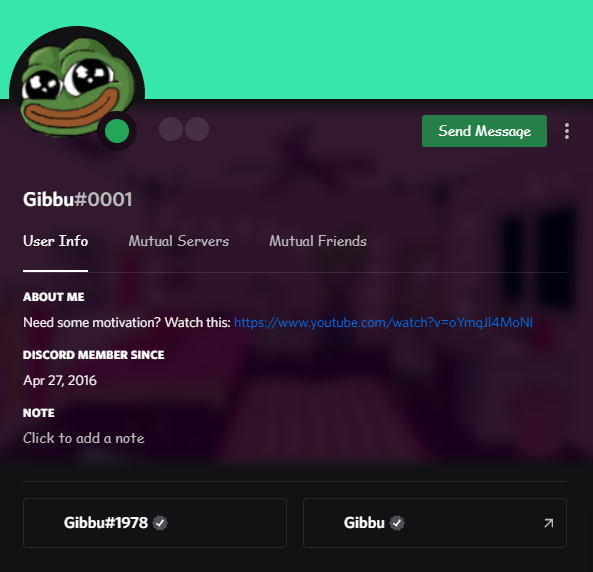 Send Message
Gibbu#0001
User Info Mutual Servers Mutual Friends
ABOUT ME
Need some motivation? Watch this: https://www.youtube.com/watch?v=oYmqJl4MoNI
DISCORD MEMBER SINCE
Apr 27, 2016
NOTE
Click to add a note
Gibbu#1978 Gibbu